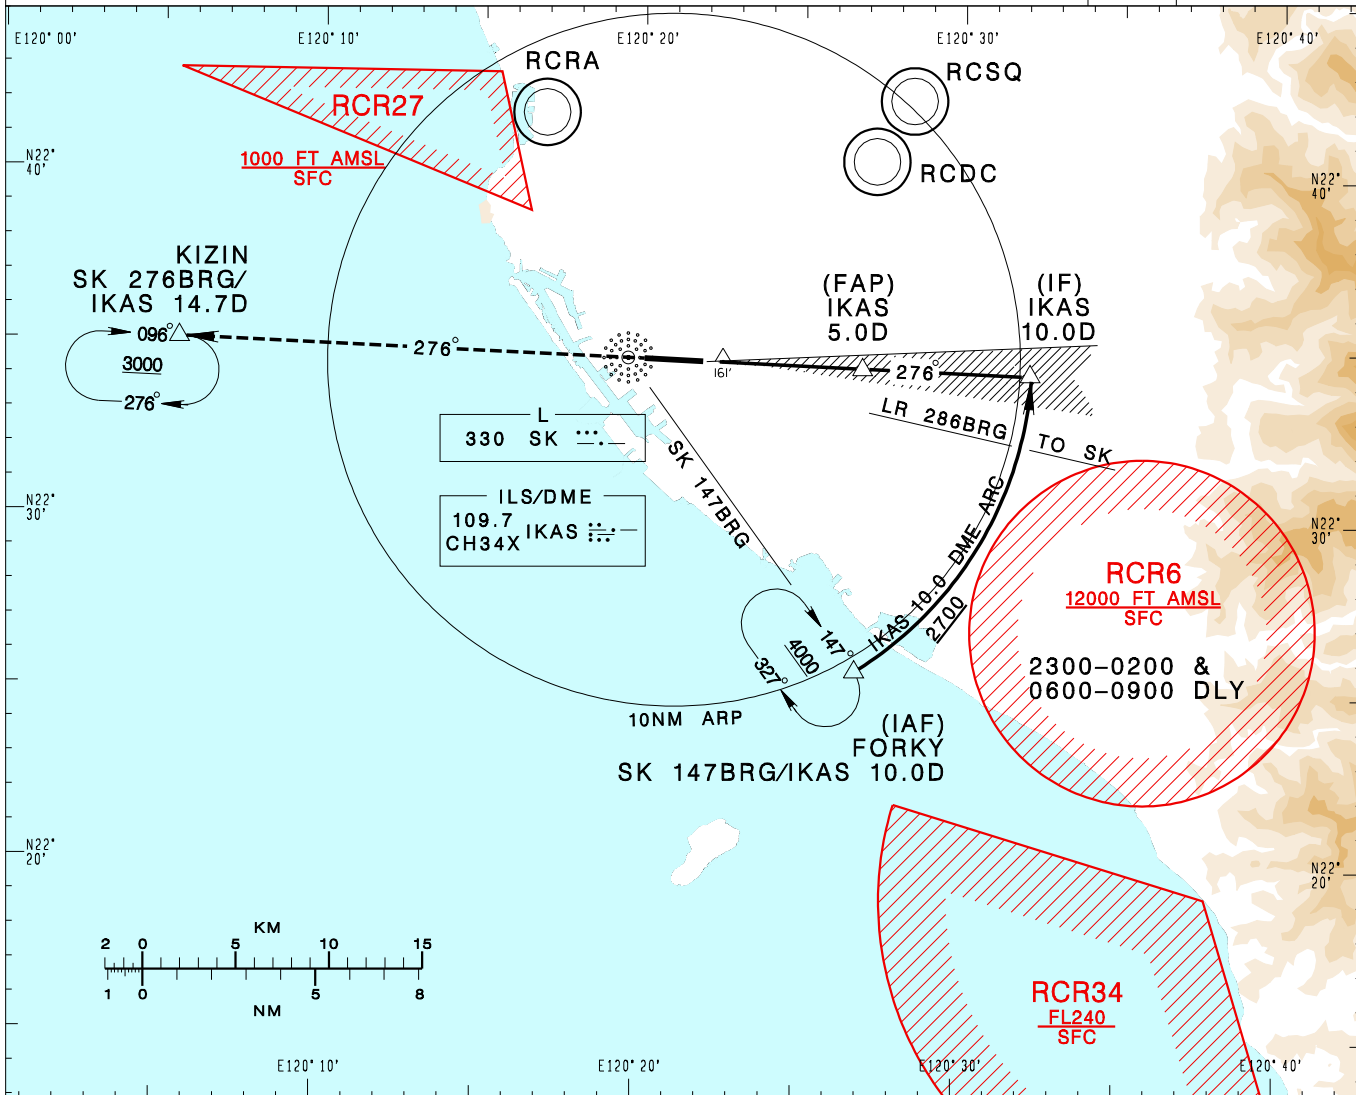 E120° 00'
E120° 10'
E120° 20'
E120° 30'
E120° 40'
RCRA
RCSQ
RCDC
RCR27
1000 FT AMSL
SFC
N22°
40'
N22°
40'
KIZIN
SK 276BRG/
IKAS 14.7D
096°
3000
276°
276°
(FAP)
IKAS
5.0D
(IF)
IKAS
10.0D
161'
276°
LR 286BRG TO SK
L
330 SK
ILS/DME
109.7
CH34X
IKAS
SK 147BRG
N22°
30'
N22°
30'
IKAS 10.0 DME ARC
2700
RCR6
12000 FT AMSL
SFC
2300-0200 &
0600-0900 DLY
147°
4000
327°
10NM ARP
(IAF)
FORKY
SK 147BRG/IKAS 10.0D
N22°
20'
N22°
20'
KM
2 0 5 10 15
1 0 5 8
NM
RCR34
FL240
SFC
E120° 10'
E120° 20'
E120° 30'
E120° 40'